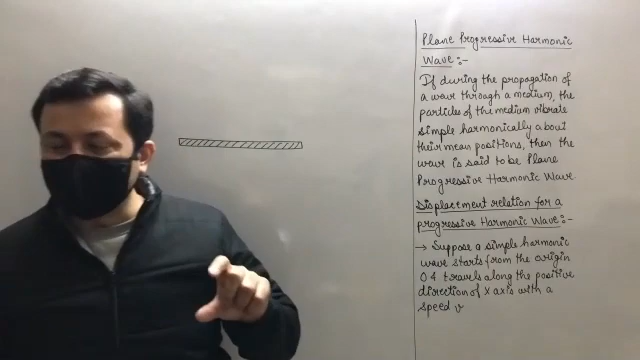 Plane Progressive Harmonic
Wave :-
If during the propagation of
a wave through a medium, the
particles of the medium vibrate
simple harmonically about
their mean positions, then the
wave is said to be Plane
Progressive Harmonic Wave.
Displacement relation for a
progressive Harmonic Wave :-
→ Suppose a simple harmonic
wave starts from the origin
O & travels along the positive
direction of X axis with a
speed v